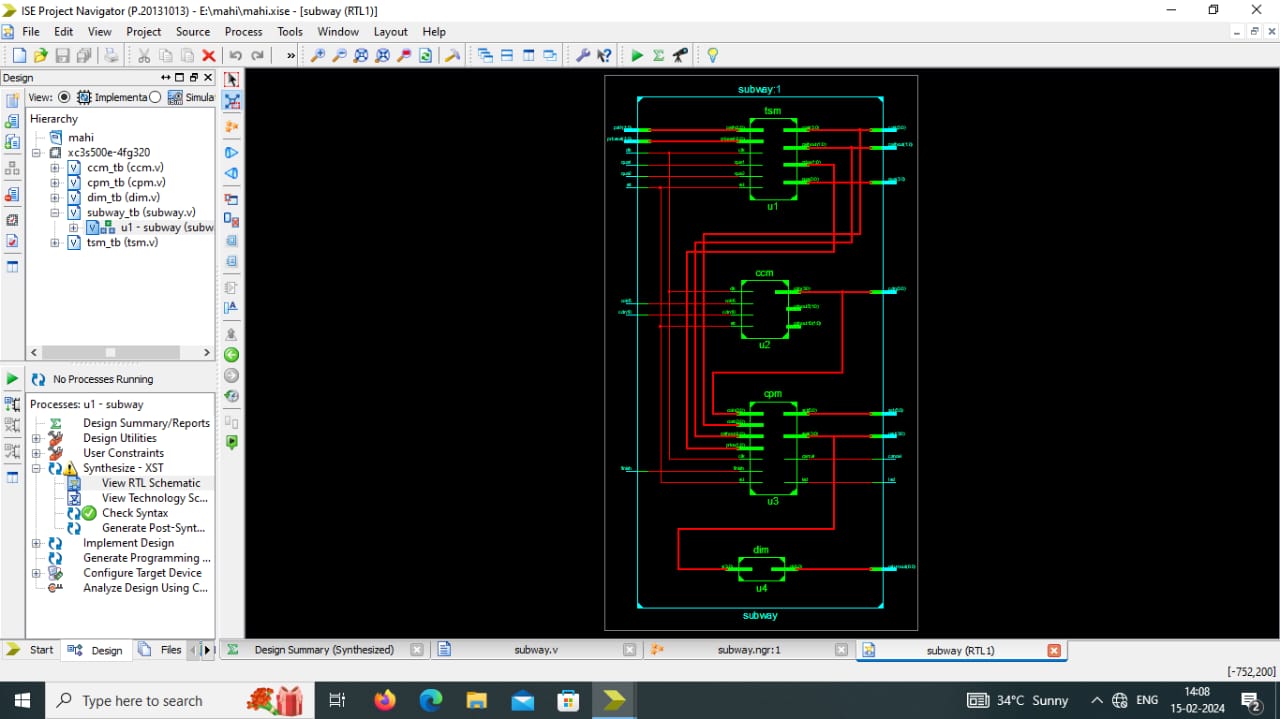 ISE Project Navigator (P.20131013) - E:\mahi\mahi.xise - [subway (RTL1)]
File Edit View Project Source Process Tools Window Layout Help
Design
View: Implementa Simula
Hierarchy
mahi
xc3s500e-4fg320
ccm_tb (ccm.v)
cpm_tb (cpm.v)
dim_tb (dim.v)
subway_tb (subway.v)
u1 - subway (subw
tsm_tb (tsm.v)
No Processes Running
Processes: u1 - subway
Design Summary/Reports
Design Utilities
User Constraints
Synthesize - XST
View RTL Schematic
View Technology Sc...
Check Syntax
Generate Post-Synt...
Implement Design
Generate Programming ...
Configure Target Device
Analyze Design Using C...
subway:1
tsm
u1
ccm
u2
cpm
u3
dim
u4
subway
Start Design Files
Design Summary (Synthesized) subway.v subway.ngr:1 subway (RTL1)
[-752,200]
Type here to search
34°C Sunny
ENG
14:08
15-02-2024
2